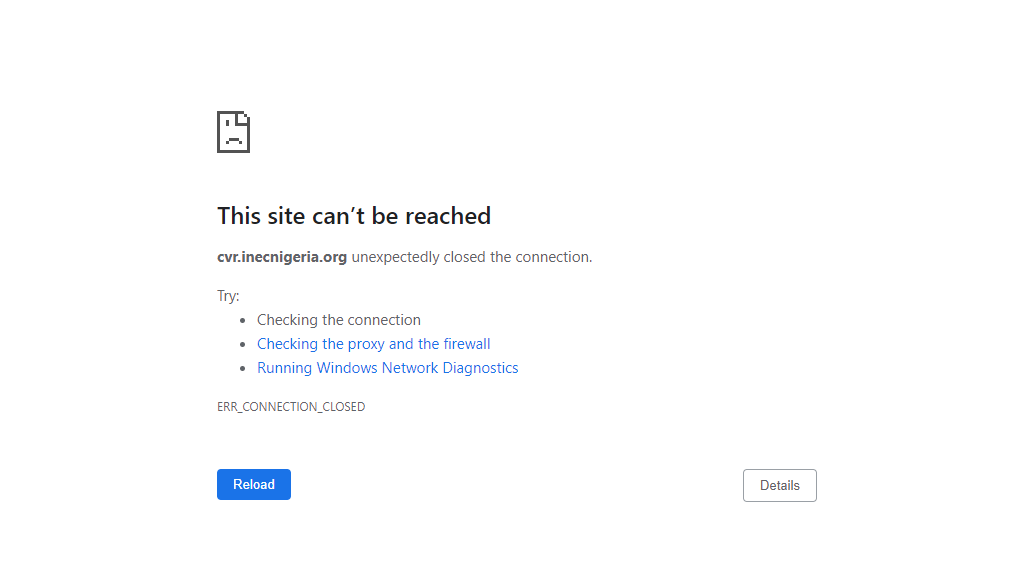 This site can’t be reached
cvr.inecnigeria.org unexpectedly closed the connection.
Try:
• Checking the connection
• Checking the proxy and the firewall
• Running Windows Network Diagnostics
ERR_CONNECTION_CLOSED
Reload
Details